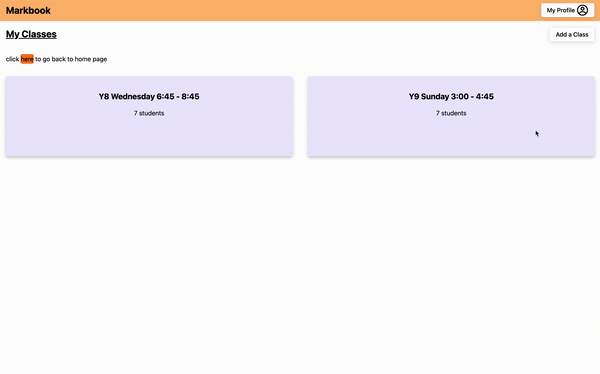 Markbook
My Profile
My Classes
Add a Class
click here to go back to home page
Y8 Wednesday 6:45 - 8:45
7 students
Y9 Sunday 3:00 - 4:45
7 students